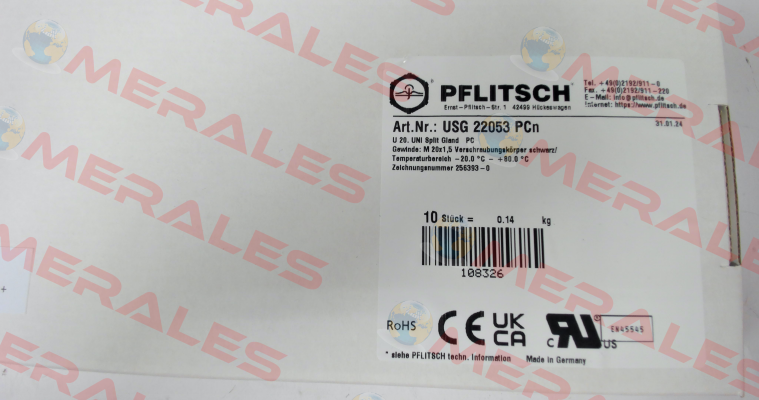 MERALES
PFLITSCH®
Ernst-Pflitsch-Str. 1 42499 Hückeswagen
Tel. +49(0)2192/911-0
Fax. +49(0)2192/911-220
E-Mail: info@pflitsch.de
Internet: https://www.pflitsch.de
Art.Nr.: USG 22053 PCn
31.01.24
U 20. UNI Split Gland PC
Gewinde: M 20x1,5 Verschraubungskörper schwarz/
Temperaturbereich -20.0 °C - +80.0 °C
Zeichnungsnummer 256393-0
10 Stück = 0.14 kg
108326
RoHS CE UK CA c RU US EN45545
* siehe PFLITSCH techn. Information Made in Germany